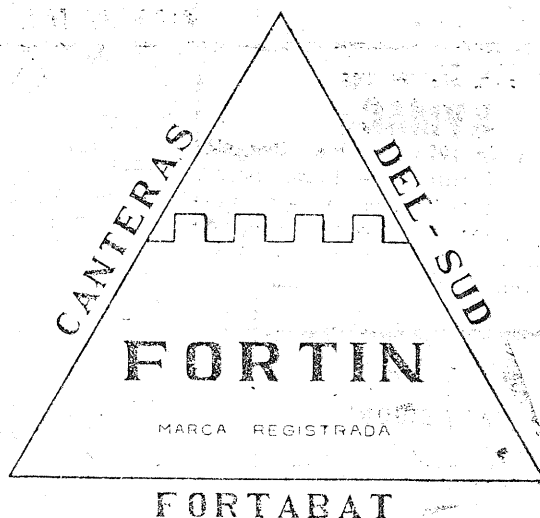 CANTERAS
DEL-SUD
FORTIN
MARCA REGISTRADA
FORTABAT